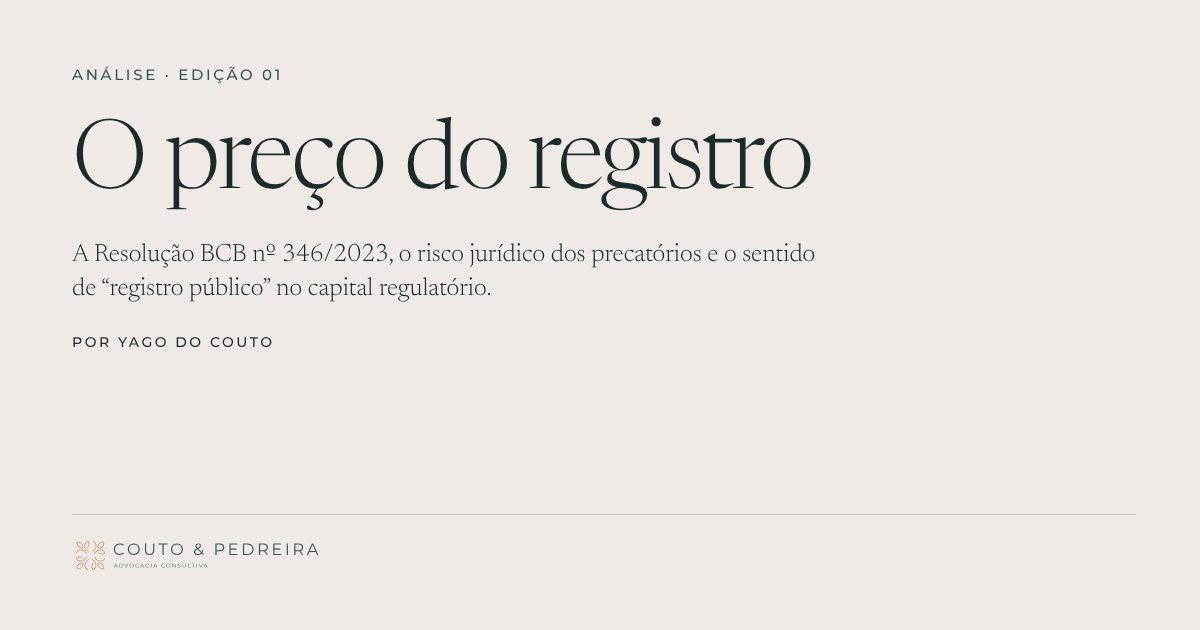 ANÁLISE · EDIÇÃO 01
O preço do registro
A Resolução BCB nº 346/2023, o risco jurídico dos precatórios e o sentido
de “registro público” no capital regulatório.
POR YAGO DO COUTO
COUTO & PEDREIRA
ADVOCACIA CONSULTIVA